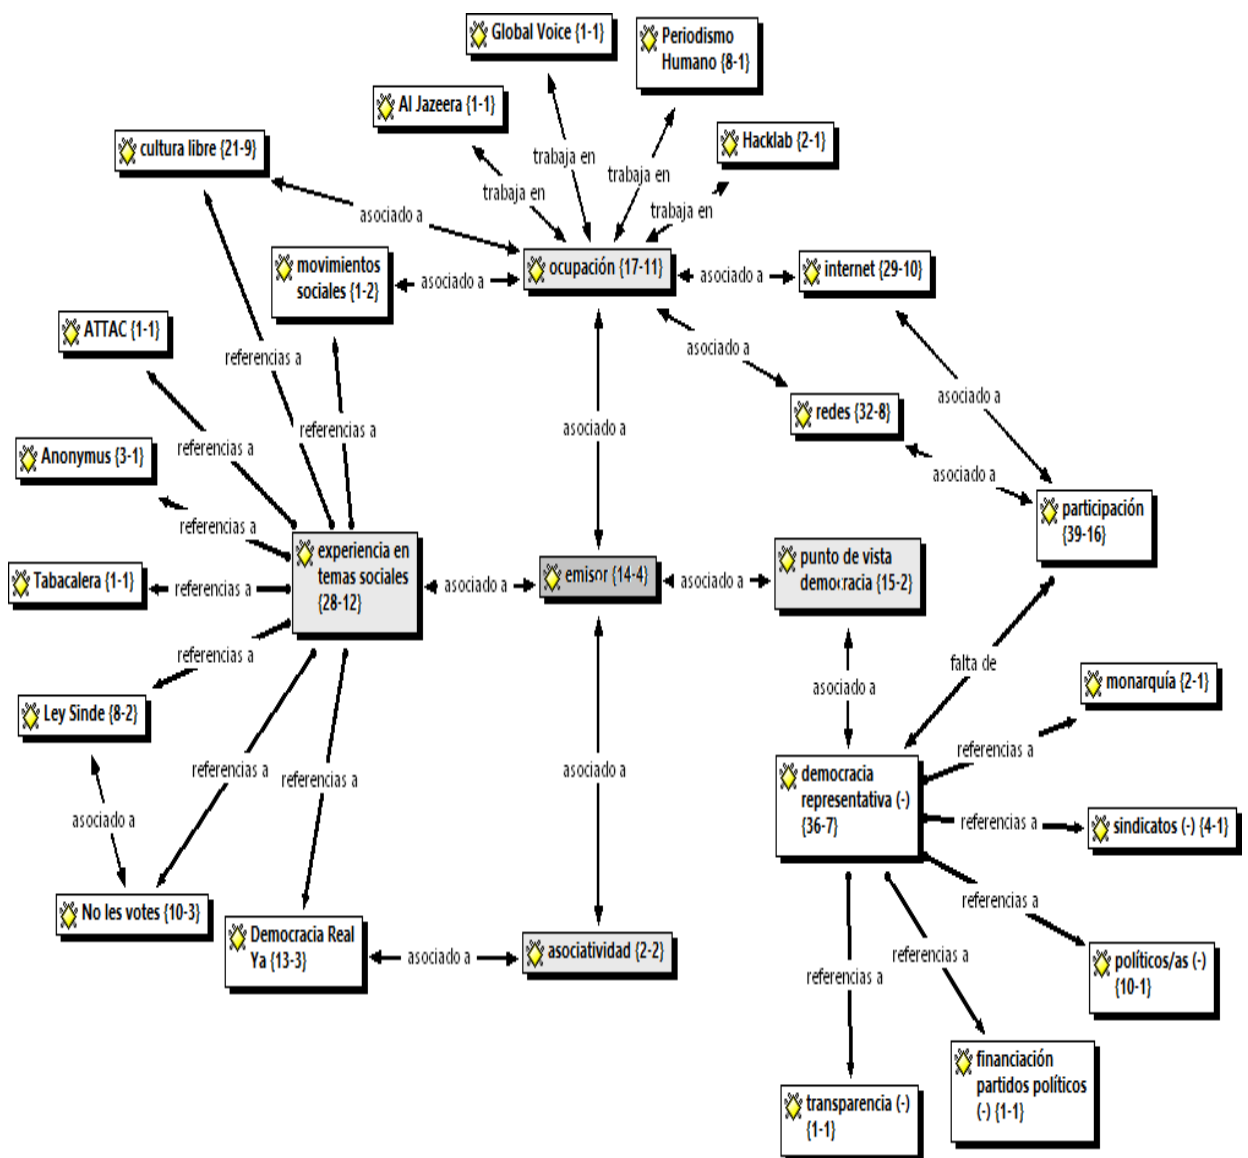 Global Voice {1-1}
Periodismo
Humano {8-1}
Al Jazeera {1-1}
Hacklab {2-1}
cultura libre {21-9}
trabaja en
trabaja en
trabaja en
trabaja en
asociado a
movimientos
sociales {1-2}
asociado a
ocupación {17-11}
asociado a
internet {29-10}
ATTAC {1-1}
referencias a
asociado a
redes {32-8}
asociado a
referencias a
referencias a
asociado a
asociado a
Anonymus {3-1}
referencias a
participación
{39-16}
experiencia en
temas sociales
{28-12}
asociado a
emisor {14-4}
asociado a
punto de vista
democracia {15-2}
Tabacalera {1-1}
referencias a
referencias a
falta de
Ley Sinde {8-2}
asociado a
monarquía {2-1}
referencias a
referencias a
referencias a
asociado a
democracia
representativa (-)
{36-7}
asociado a
referencias a
sindicatos (-) {4-1}
referencias a
No les votes {10-3}
Democracia Real
Ya {13-3}
asociado a
asociatividad {2-2}
referencias a
referencias a
políticos/as (-)
{10-1}
financiación
partidos políticos
(-) {1-1}
transparencia (-)
{1-1}